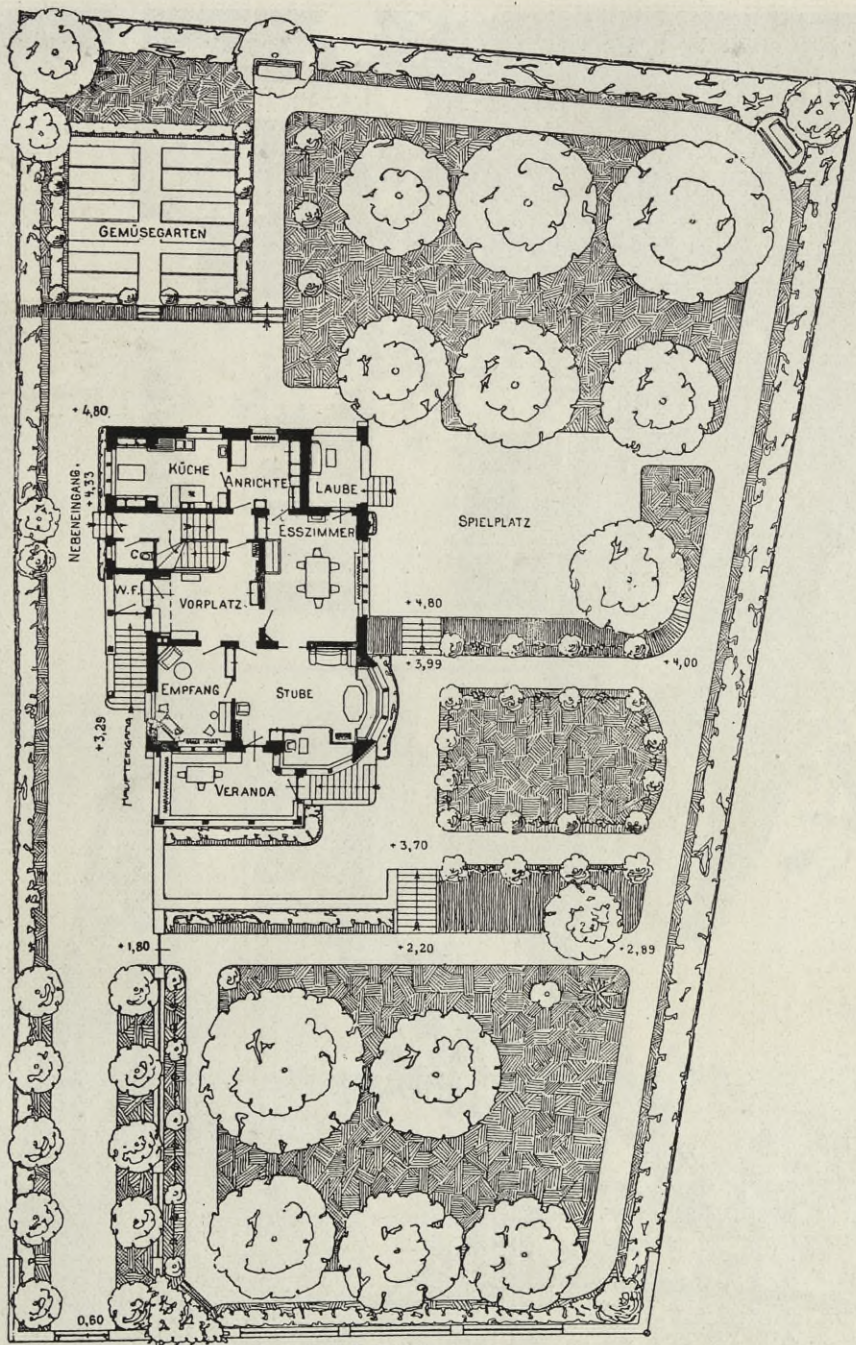 GEMÜSEGARTEN
+ 4,80
NEBENEINGANG.
+ 4,33
KÜCHE
ANRICHTE
LAUBE
ESSZIMMER
SPIELPLATZ
C
W.F.
VORPLATZ
+ 4,80
+ 3,99
+ 4,00
EMPFANG
STUBE
+ 3,29
HAUPTEINGANG
VERANDA
+ 3,70
+ 1,80
+ 2,20
+ 2,89
0,60